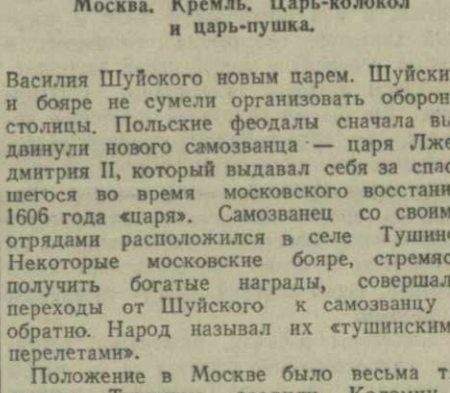 Москва. Кремль. Царь-колокол
и царь-пушка.
Василия Шуйского новым царем. Шуйски
и бояре не сумели организовать оборон
столицы. Польские феодалы сначала вы
двинули нового самозванца — царя Лже
дмитрия II, который выдавал себя за спас
шегося во время московского восстани
1606 года «царя». Самозванец со своим
отрядами расположился в селе Тушин
Некоторые московские бояре, стремяс
получить богатые награды, совершал
переходы от Шуйского к самозванцу
обратно. Народ называл их «тушинским
перелетами».
Положение в Москве было весьма т